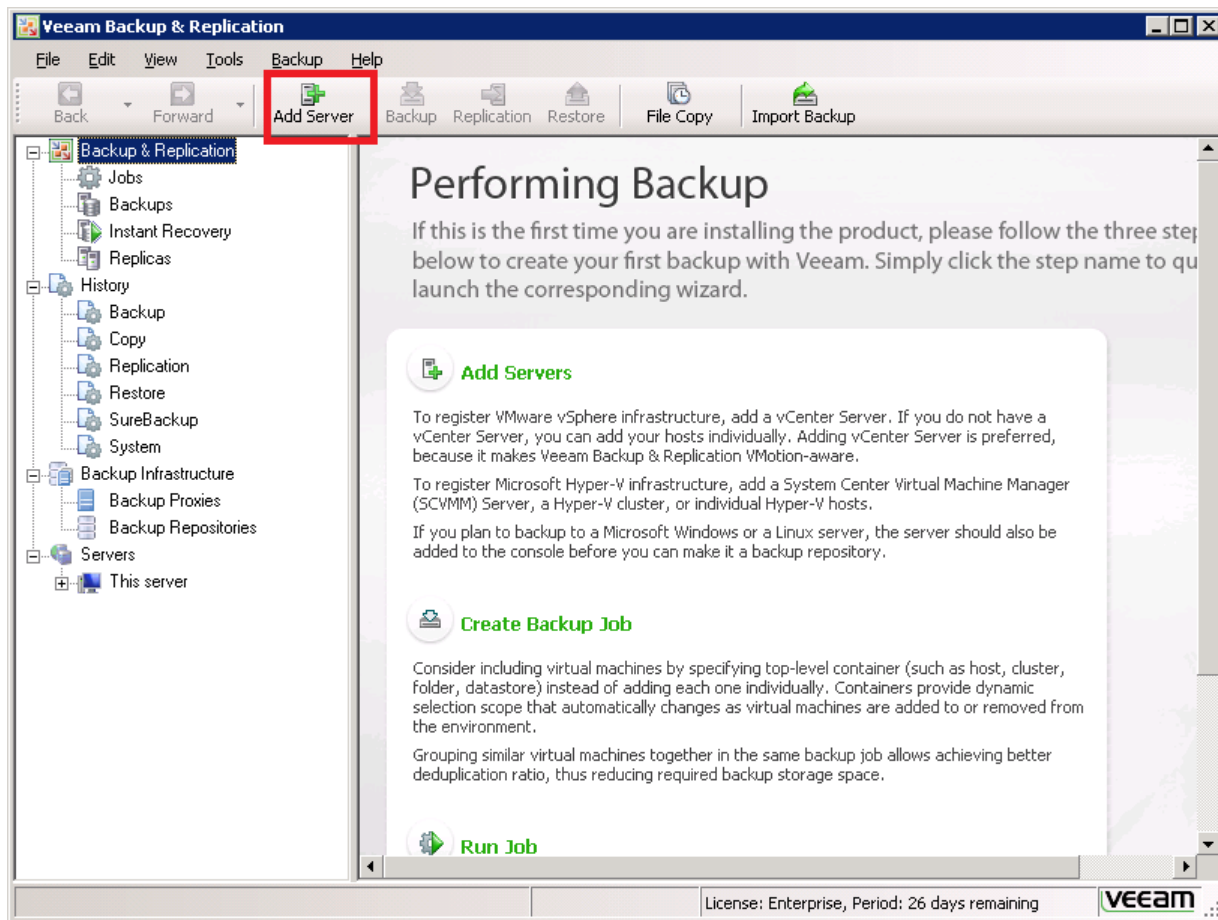 Veeam Backup & Replication
File Edit View Tools Backup Help
Back Forward Add Server Backup Replication Restore File Copy Import Backup
Backup & Replication
Jobs
Backups
Instant Recovery
Replicas
History
Backup
Copy
Replication
Restore
SureBackup
System
Backup Infrastructure
Backup Proxies
Backup Repositories
Servers
This server
Performing Backup
If this is the first time you are installing the product, please follow the three step
below to create your first backup with Veeam. Simply click the step name to qu
launch the corresponding wizard.
Add Servers
To register VMware vSphere infrastructure, add a vCenter Server. If you do not have a
vCenter Server, you can add your hosts individually. Adding vCenter Server is preferred,
because it makes Veeam Backup & Replication VMotion-aware.
To register Microsoft Hyper-V infrastructure, add a System Center Virtual Machine Manager
(SCVMM) Server, a Hyper-V cluster, or individual Hyper-V hosts.
If you plan to backup to a Microsoft Windows or a Linux server, the server should also be
added to the console before you can make it a backup repository.
Create Backup Job
Consider including virtual machines by specifying top-level container (such as host, cluster,
folder, datastore) instead of adding each one individually. Containers provide dynamic
selection scope that automatically changes as virtual machines are added to or removed from
the environment.
Grouping similar virtual machines together in the same backup job allows achieving better
deduplication ratio, thus reducing required backup storage space.
Run Job
License: Enterprise, Period: 26 days remaining
veeam